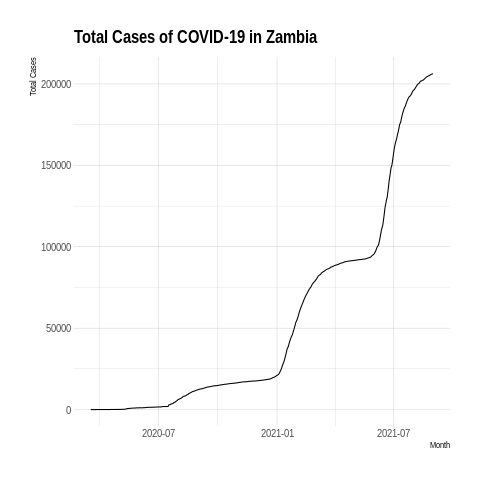 Total Cases of COVID-19 in Zambia
Total Cases
200000
150000
100000
50000
0
2020-07
2021-01
2021-07
Month